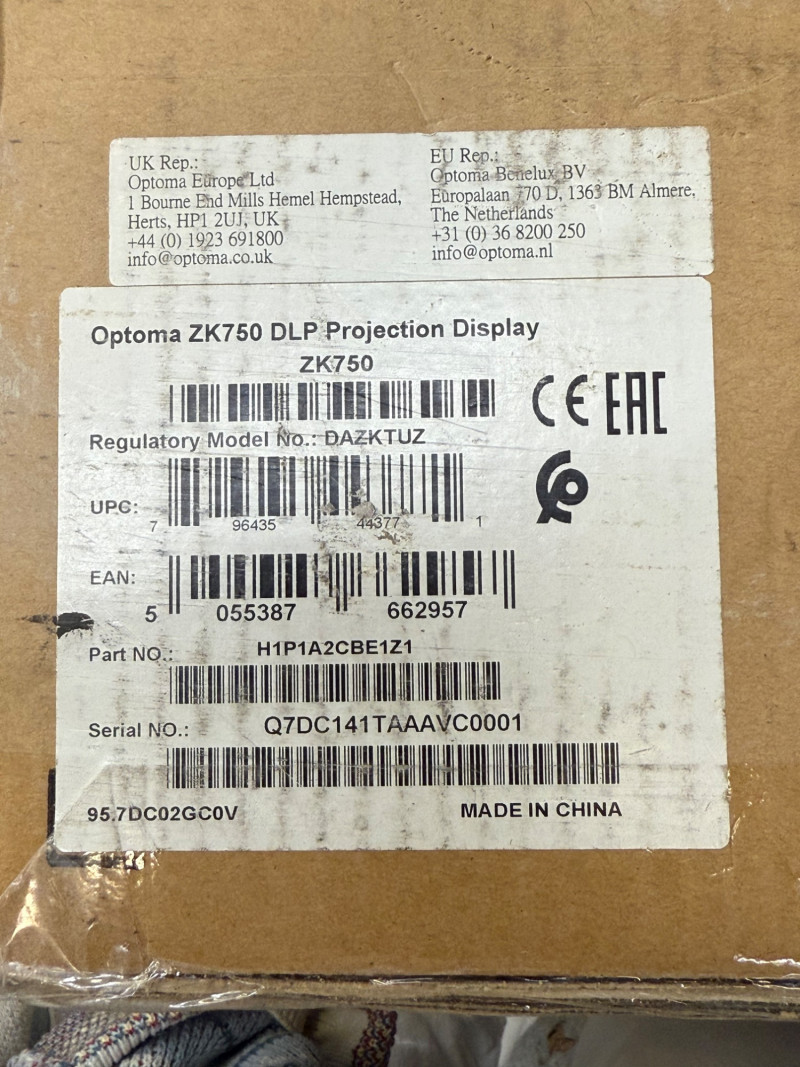 UK Rep.:
Optoma Europe Ltd
1 Bourne End Mills Hemel Hempstead,
Herts, HP1 2UJ, UK
+44 (0) 1923 691800
info@optoma.co.uk
EU Rep.:
Optoma Benelux BV
Europalaan 770 D, 1363 BM Almere,
The Netherlands
+31 (0) 36 8200 250
info@optoma.nl
Optoma ZK750 DLP Projection Display
ZK750
CE EAC
Regulatory Model No.: DAZKTUZ
UPC:
7 96435 44377 1
EAN:
5 055387 662957
Part NO.: H1P1A2CBE1Z1
Serial NO.: Q7DC141TAAAVC0001
95.7DC02GC0V MADE IN CHINA